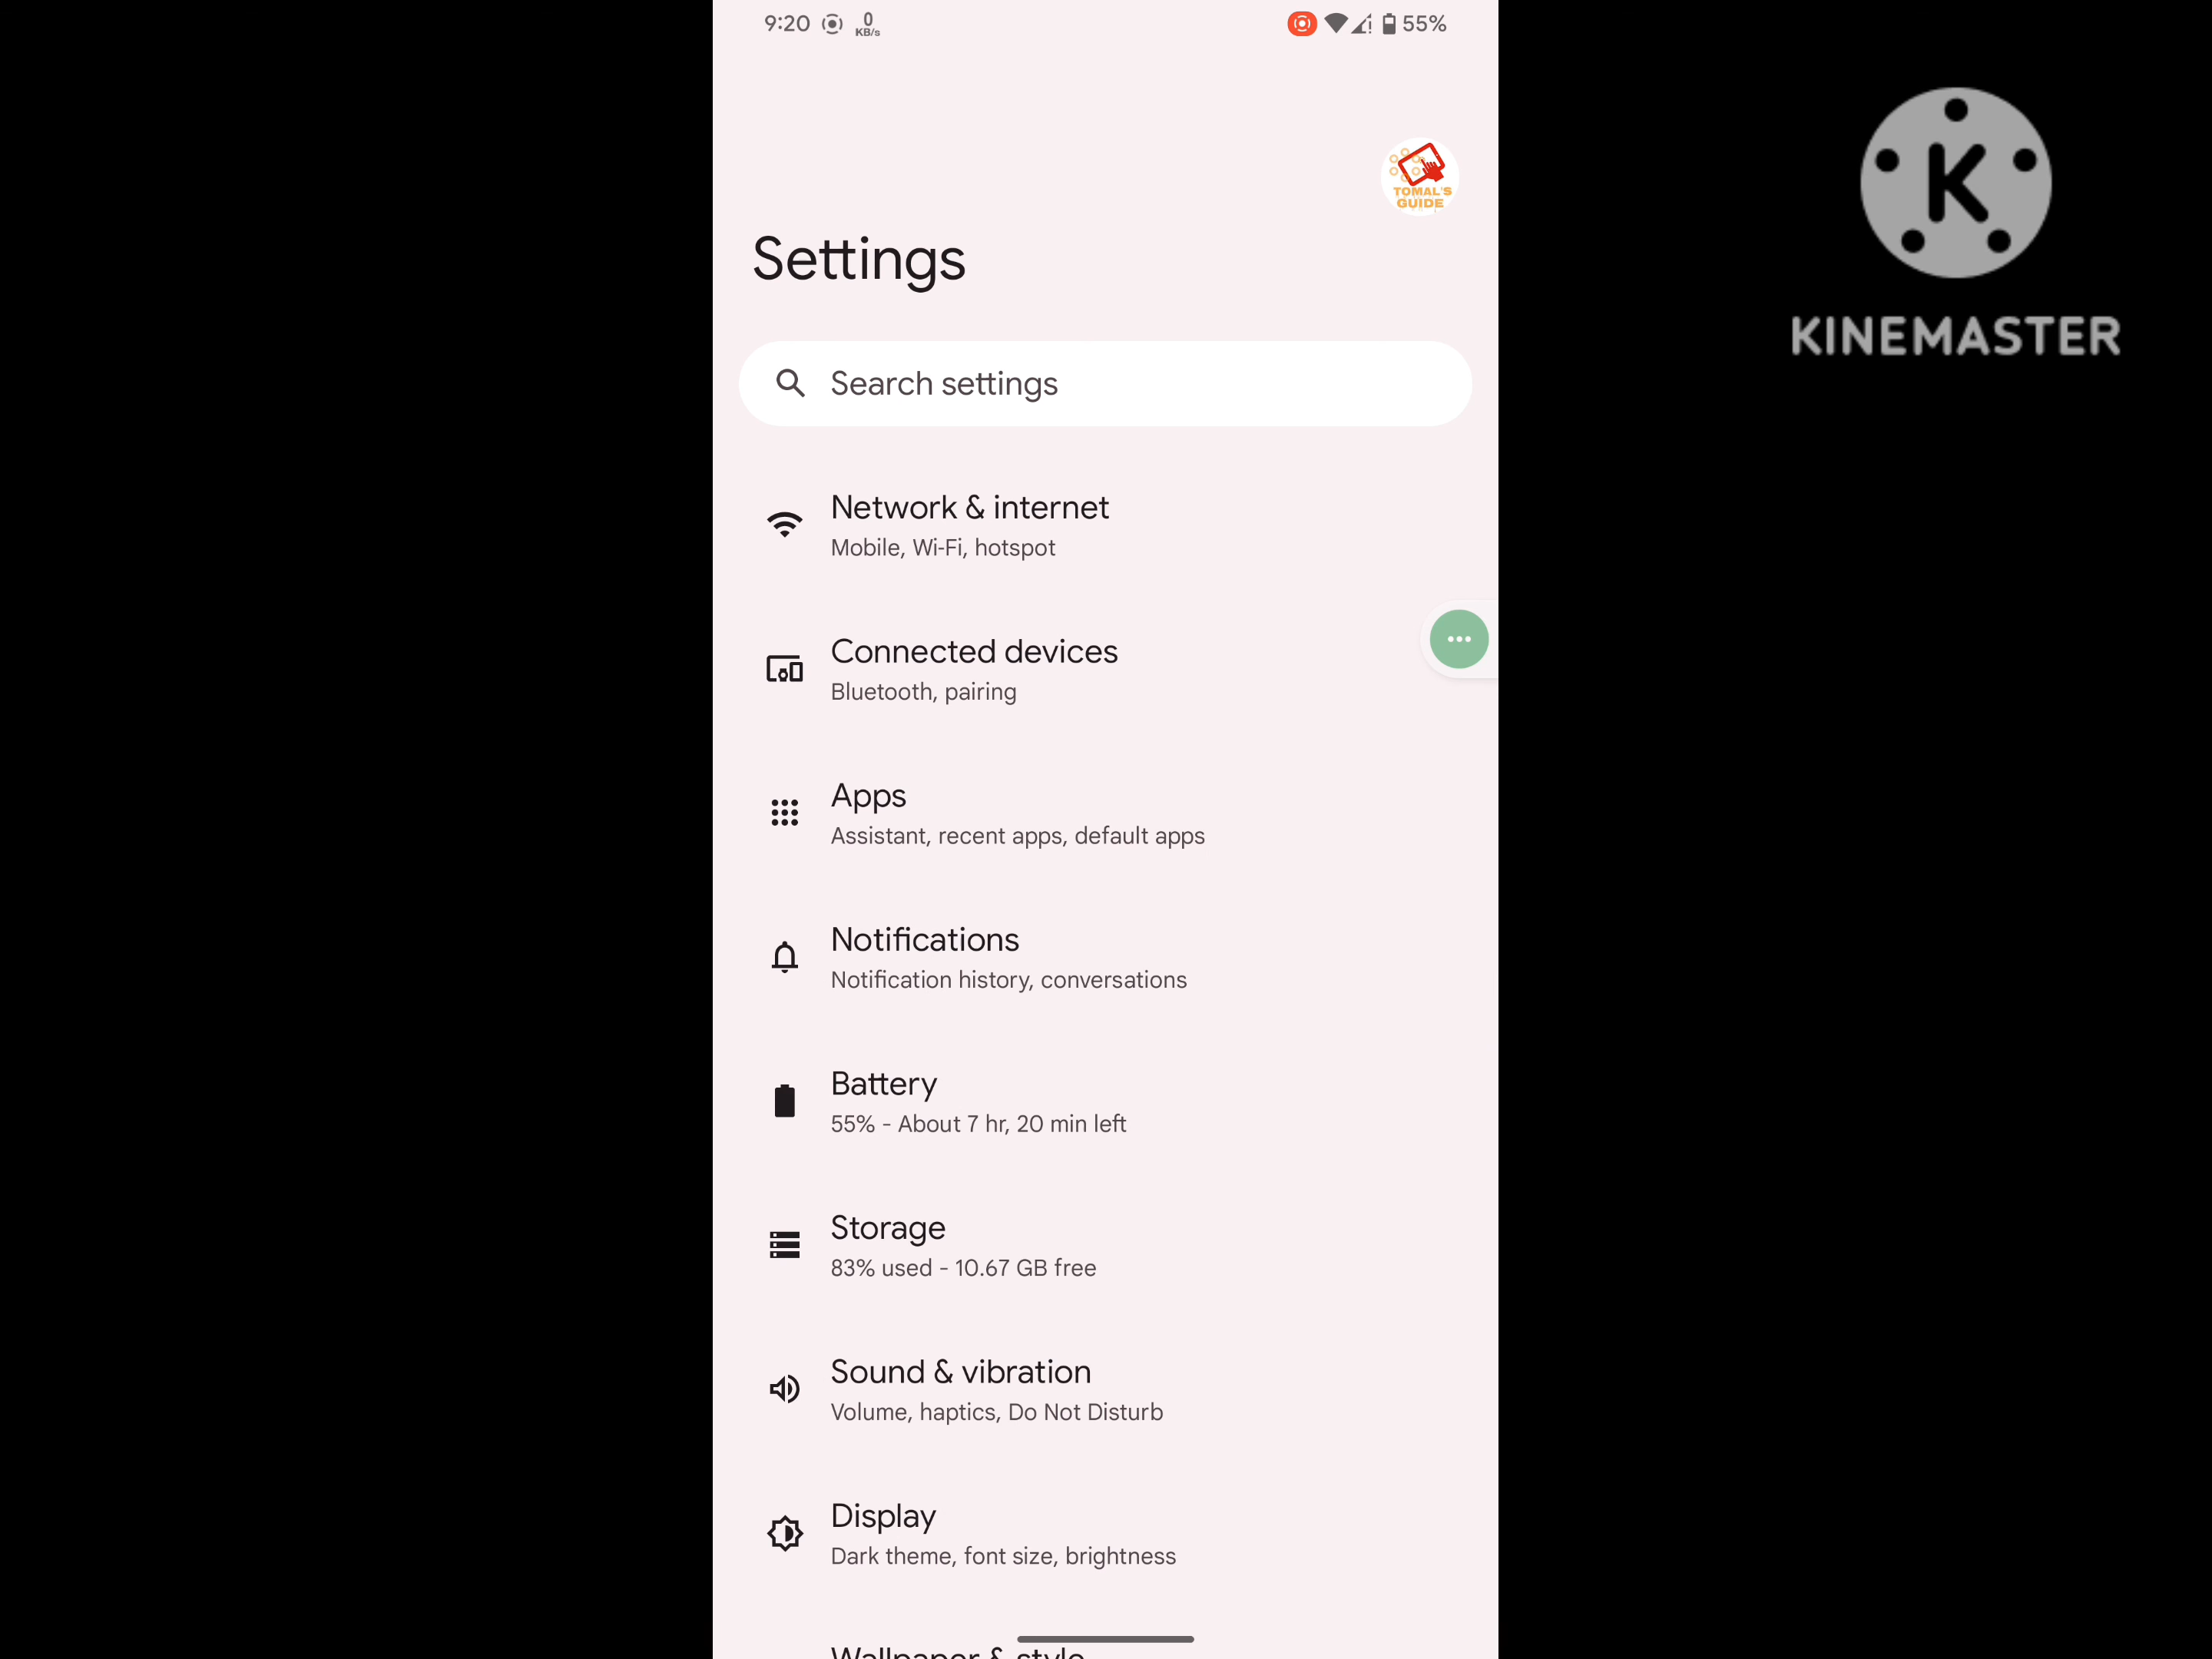 9:20
0
KB/s
55%
TOMAL'S
GUIDE
K
KINEMASTER
Settings
Search settings
Network & internet
Mobile, Wi-Fi, hotspot
Connected devices
Bluetooth, pairing
Apps
Assistant, recent apps, default apps
Notifications
Notification history, conversations
Battery
55% - About 7 hr, 20 min left
Storage
83% used - 10.67 GB free
Sound & vibration
Volume, haptics, Do Not Disturb
Display
Dark theme, font size, brightness
Wallpaper & style